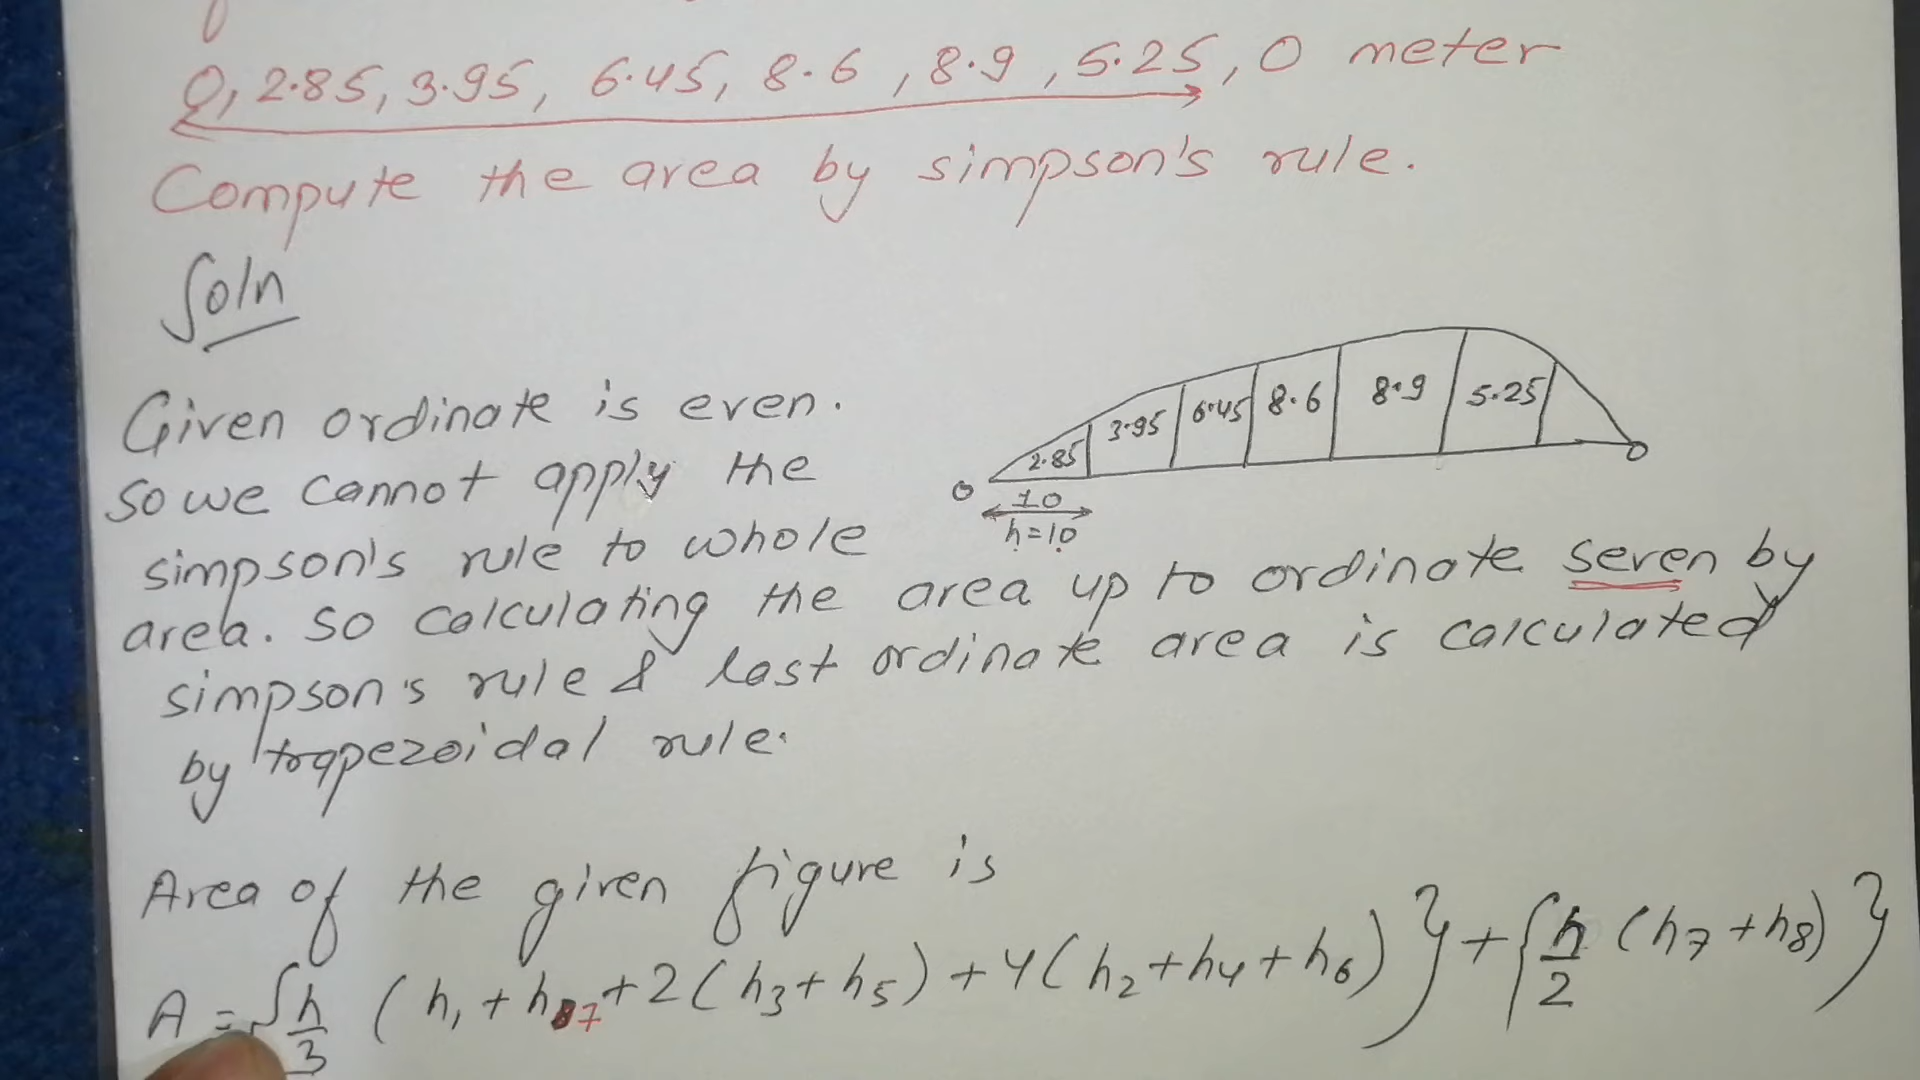 0, 2.85, 3.95, 6.45, 8.6, 8.9, 5.25, 0 meter
Compute the area by simpson's rule.
Soln
Given ordinate is even.
So we cannot apply the
simpson's rule to whole
area. So calculating the area up to ordinate seven by
simpson's rule & last ordinate area is calculated
by trapezoidal rule.
0 2.85 3.95 6.45 8.6 8.9 5.25 0
10
h=10
Area of the given figure is
A = {h/3 (h₁ + h₇ + 2(h₃ + h₅) + 4(h₂ + h₄ + h₆)} + {h/2 (h₇ + h₈)}